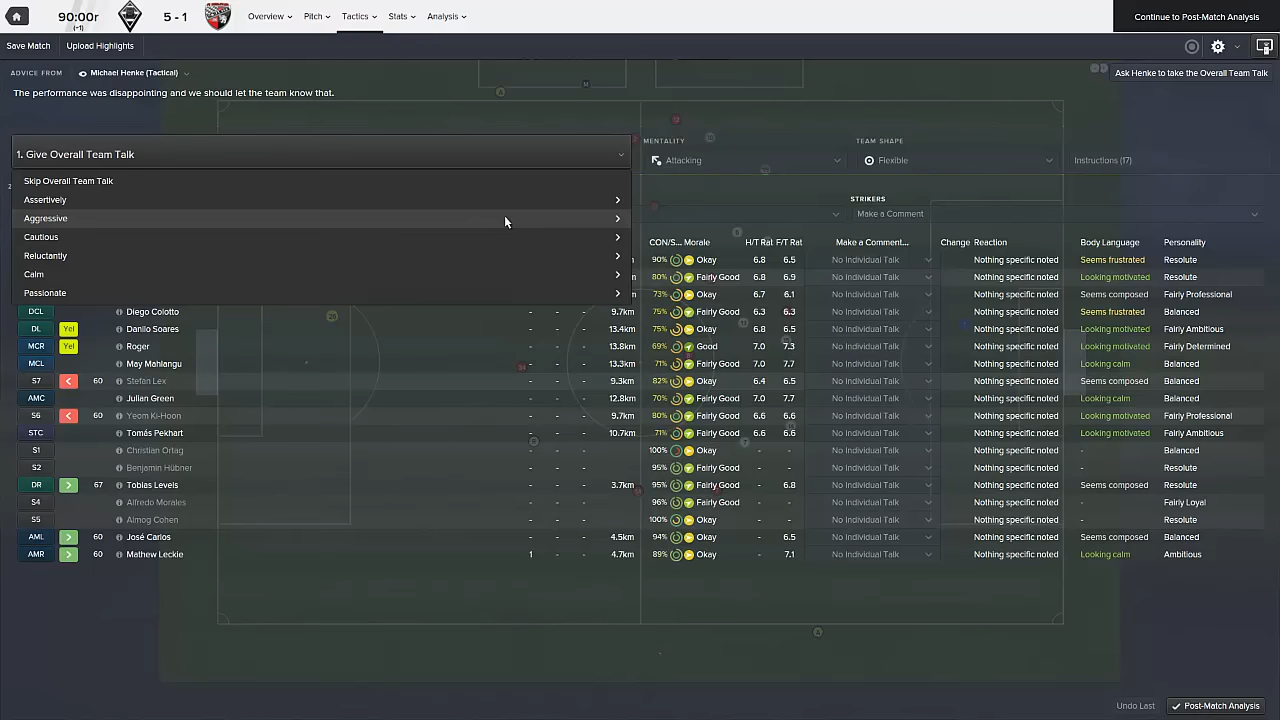 90:00r
(-1)
5 - 1
Overview
Pitch
Tactics
Stats
Analysis
Continue to Post-Match Analysis
Save Match
Upload Highlights
ADVICE FROM
Michael Henke (Tactical)
Ask Henke to take the Overall Team Talk
The performance was disappointing and we should let the team know that.
1. Give Overall Team Talk
MENTALITY
TEAM SHAPE
Attacking
Flexible
Instructions (17)
Skip Overall Team Talk
Assertively
Aggressive
Cautious
Reluctantly
Calm
Passionate
STRIKERS
Make a Comment
CON/S... Morale H/T Rat F/T Rat Make a Comment... Change Reaction Body Language Personality
90% Okay 6.8 6.5 No Individual Talk Nothing specific noted Seems frustrated Resolute
80% Fairly Good 6.8 6.9 No Individual Talk Nothing specific noted Looking motivated Resolute
73% Okay 6.7 6.1 No Individual Talk Nothing specific noted Seems composed Fairly Professional
DCL Diego Colotto - - - 9.7km 75% Fairly Good 6.3 6.3 No Individual Talk Nothing specific noted Seems frustrated Balanced
DL Yel Danilo Soares - - - 13.4km 75% Okay 6.8 6.5 No Individual Talk Nothing specific noted Looking motivated Fairly Ambitious
MCR Yel Roger - - - 13.8km 69% Good 7.0 7.3 No Individual Talk Nothing specific noted Looking motivated Fairly Determined
MCL May Mahlangu - - - 13.3km 71% Fairly Good 7.0 7.7 No Individual Talk Nothing specific noted Looking calm Balanced
S7 60 Stefan Lex - - - 9.3km 82% Okay 6.4 6.5 No Individual Talk Nothing specific noted Seems composed Balanced
AMC Julian Green - - - 12.8km 70% Fairly Good 7.0 7.7 No Individual Talk Nothing specific noted Looking calm Balanced
S6 60 Yeom Ki-Hoon - - - 9.7km 80% Fairly Good 6.6 6.6 No Individual Talk Nothing specific noted Looking motivated Fairly Professional
STC Tomás Pekhart - - - 10.7km 71% Fairly Good 6.6 6.6 No Individual Talk Nothing specific noted Looking motivated Fairly Ambitious
S1 Christian Ortag - - - 100% Okay - - No Individual Talk Nothing specific noted - Balanced
S2 Benjamin Hübner - - - 95% Fairly Good - - No Individual Talk Nothing specific noted - Resolute
DR 67 Tobias Levels - - - 3.7km 95% Fairly Good - 6.8 No Individual Talk Nothing specific noted Seems composed Resolute
S4 Alfredo Morales - - - 96% Fairly Good - - No Individual Talk Nothing specific noted - Fairly Loyal
S5 Almog Cohen - - - 100% Okay - - No Individual Talk Nothing specific noted - Resolute
AML 60 José Carlos - - - 4.5km 94% Okay - 6.5 No Individual Talk Nothing specific noted Seems composed Balanced
AMR 60 Mathew Leckie 1 - - 4.7km 89% Okay - 7.1 No Individual Talk Nothing specific noted Looking calm Ambitious
Undo Last
Post-Match Analysis